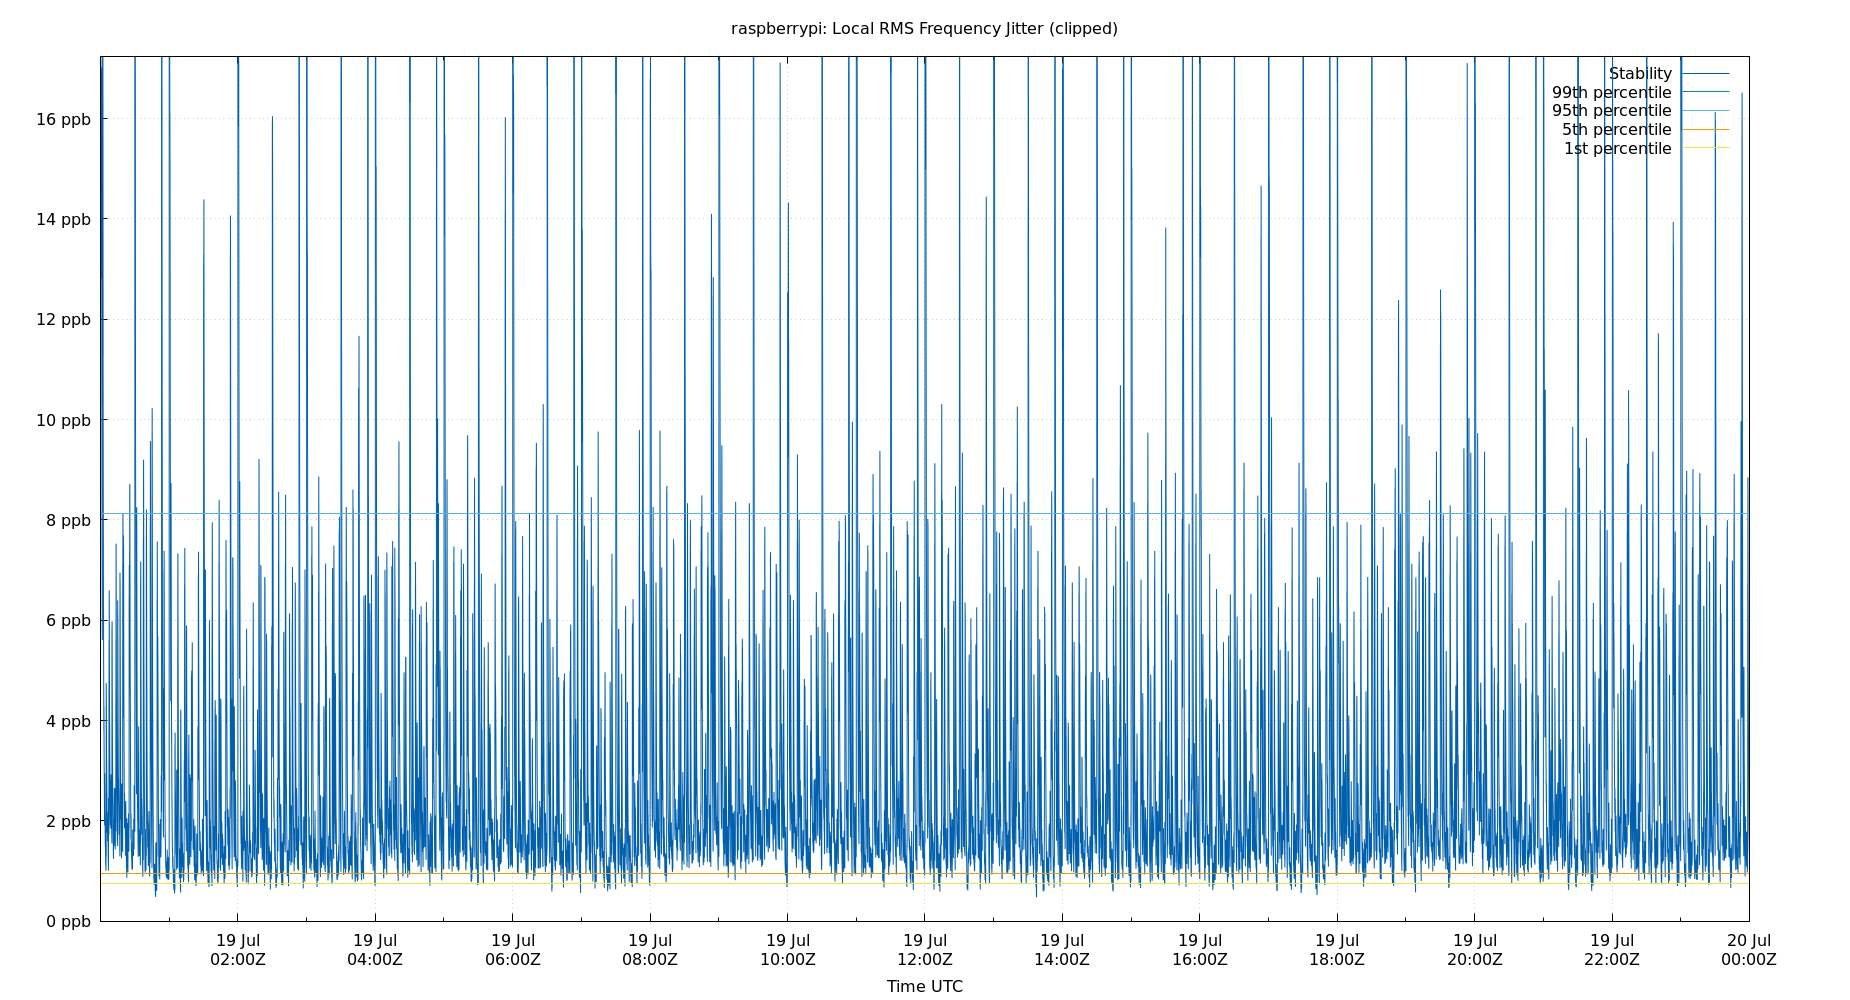 raspberrypi: Local RMS Frequency Jitter (clipped)
Stability
99th percentile
95th percentile
5th percentile
1st percentile
16 ppb
14 ppb
12 ppb
10 ppb
8 ppb
6 ppb
4 ppb
2 ppb
0 ppb
19 Jul 19 Jul 19 Jul 19 Jul 19 Jul 19 Jul 19 Jul 19 Jul 19 Jul 19 Jul 19 Jul 20 Jul
02:00Z 04:00Z 06:00Z 08:00Z 10:00Z 12:00Z 14:00Z 16:00Z 18:00Z 20:00Z 22:00Z 00:00Z
Time UTC